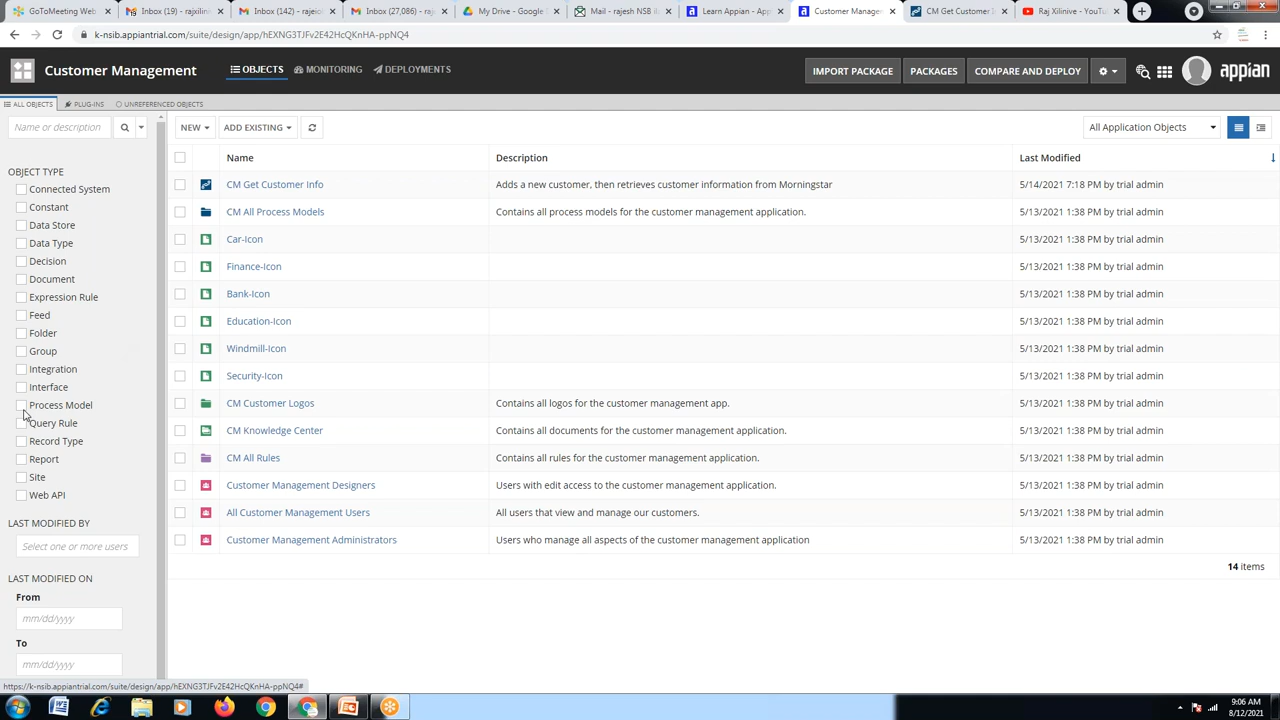 GoToMeeting Web
Inbox (19) - rajxilin
Inbox (142) - rajeio
Inbox (27,086) - raj
My Drive - Google
Mail - rajesh NSB il
Learn Appian - App
Customer Manage
CM Get Customer I
Raj Xilinive - YouTu
k-nsib.appiantrial.com/suite/design/app/hEXNG3TJFv2E42HcQKnHA-ppNQ4
Customer Management
OBJECTS
MONITORING
DEPLOYMENTS
IMPORT PACKAGE
PACKAGES
COMPARE AND DEPLOY
appian
ALL OBJECTS
PLUG-INS
UNREFERENCED OBJECTS
Name or description
NEW
ADD EXISTING
All Application Objects
OBJECT TYPE
Connected System
Constant
Data Store
Data Type
Decision
Document
Expression Rule
Feed
Folder
Group
Integration
Interface
Process Model
Query Rule
Record Type
Report
Site
Web API
LAST MODIFIED BY
Select one or more users
LAST MODIFIED ON
From
mm/dd/yyyy
To
mm/dd/yyyy
Name Description Last Modified
CM Get Customer Info Adds a new customer, then retrieves customer information from Morningstar 5/14/2021 7:18 PM by trial admin
CM All Process Models Contains all process models for the customer management application. 5/13/2021 1:38 PM by trial admin
Car-Icon 5/13/2021 1:38 PM by trial admin
Finance-Icon 5/13/2021 1:38 PM by trial admin
Bank-Icon 5/13/2021 1:38 PM by trial admin
Education-Icon 5/13/2021 1:38 PM by trial admin
Windmill-Icon 5/13/2021 1:38 PM by trial admin
Security-Icon 5/13/2021 1:38 PM by trial admin
CM Customer Logos Contains all logos for the customer management app. 5/13/2021 1:38 PM by trial admin
CM Knowledge Center Contains all documents for the customer management application. 5/13/2021 1:38 PM by trial admin
CM All Rules Contains all rules for the customer management application. 5/13/2021 1:38 PM by trial admin
Customer Management Designers Users with edit access to the customer management application. 5/13/2021 1:38 PM by trial admin
All Customer Management Users All users that view and manage our customers. 5/13/2021 1:38 PM by trial admin
Customer Management Administrators Users who manage all aspects of the customer management application 5/13/2021 1:38 PM by trial admin
14 items
https://k-nsib.appiantrial.com/suite/design/app/hEXNG3TJFv2E42HcQKnHA-ppNQ4#
9:06 AM
8/12/2021